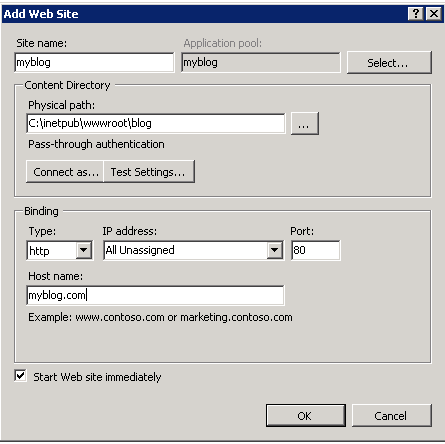 Add Web Site
Site name:
Application pool:
myblog
myblog
Select...
Content Directory
Physical path:
C:\inetpub\wwwroot\blog
...
Pass-through authentication
Connect as...
Test Settings...
Binding
Type:
IP address:
Port:
http
All Unassigned
80
Host name:
myblog.com
Example: www.contoso.com or marketing.contoso.com
Start Web site immediately
OK
Cancel